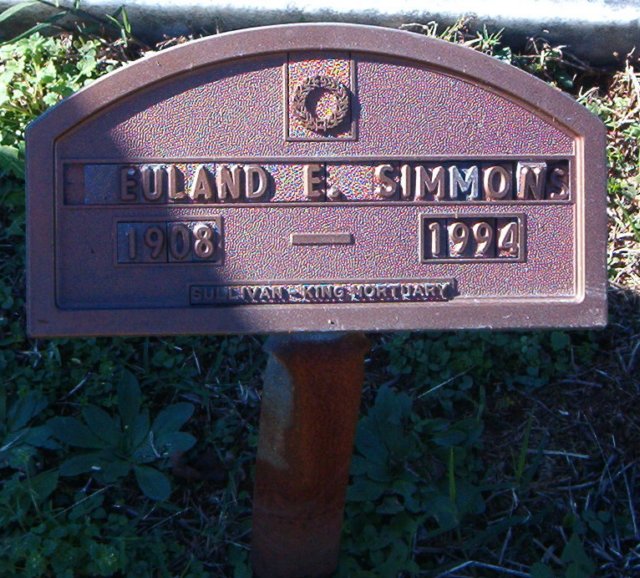 EULAND E. SIMMONS
1908 — 1994
SULLIVAN-KING MORTUARY